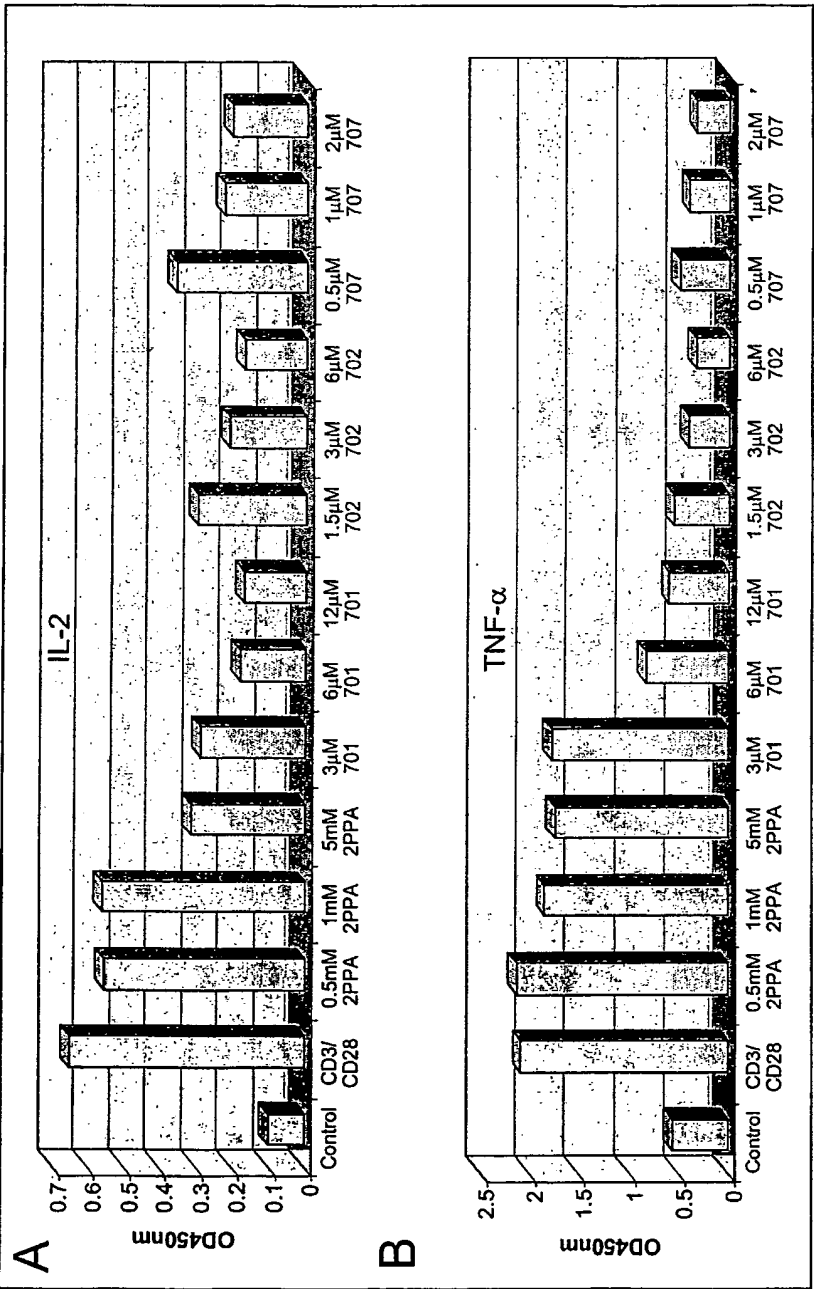 A
IL-2
OD450nm
0.7
0.6
0.5
0.4
0.3
0.2
0.1
0
Control
CD3/
CD28
0.5mM
2PPA
1mM
2PPA
5mM
2PPA
3µM
701
6µM
701
12µM
701
1.5µM
702
3µM
702
6µM
702
0.5µM
707
1µM
707
2µM
707
B
TNF-α
OD450nm
2.5
2
1.5
1
0.5
0
Control
CD3/
CD28
0.5mM
2PPA
1mM
2PPA
5mM
2PPA
3µM
701
6µM
701
12µM
701
1.5µM
702
3µM
702
6µM
702
0.5µM
707
1µM
707
2µM
707